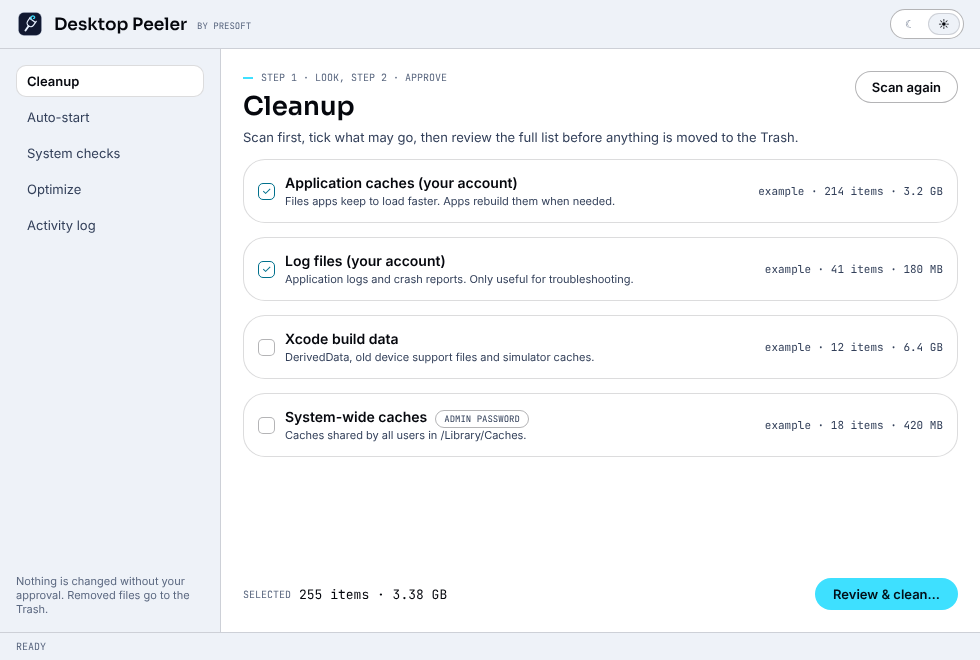 Desktop Peeler BY PRESOFT
Cleanup
Auto-start
System checks
Optimize
Activity log
Nothing is changed without your
approval. Removed files go to the
Trash.
STEP 1 · LOOK, STEP 2 · APPROVE
Cleanup
Scan again
Scan first, tick what may go, then review the full list before anything is moved to the Trash.
Application caches (your account)
Files apps keep to load faster. Apps rebuild them when needed.
example · 214 items · 3.2 GB
Log files (your account)
Application logs and crash reports. Only useful for troubleshooting.
example · 41 items · 180 MB
Xcode build data
DerivedData, old device support files and simulator caches.
example · 12 items · 6.4 GB
System-wide caches ADMIN PASSWORD
Caches shared by all users in /Library/Caches.
example · 18 items · 420 MB
SELECTED 255 items · 3.38 GB
Review & clean...
READY